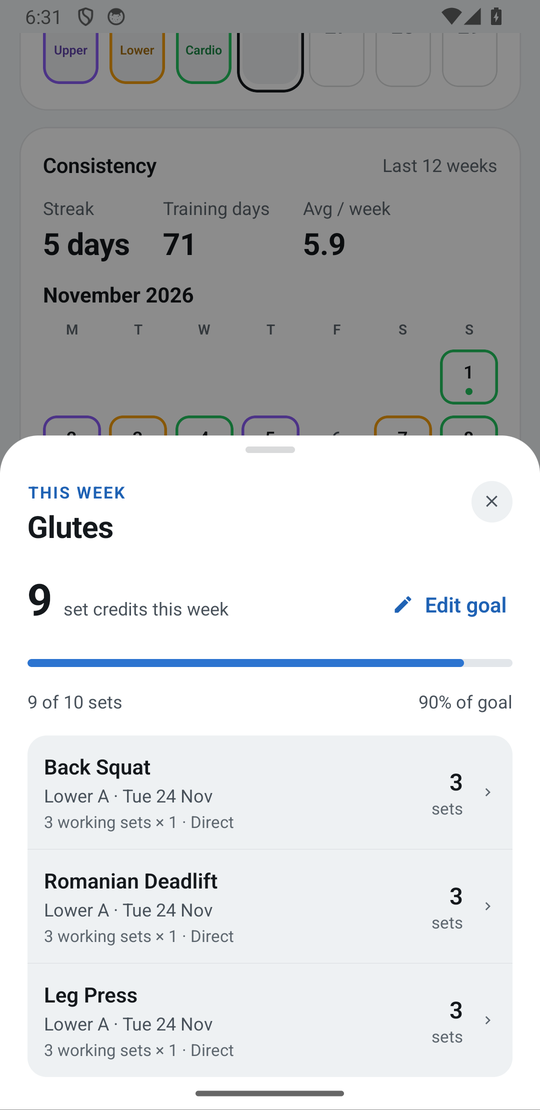 6:31
Upper Lower Cardio
Consistency Last 12 weeks
Streak Training days Avg / week
5 days 71 5.9
November 2026
M T W T F S S
1
THIS WEEK
Glutes
9 set credits this week Edit goal
9 of 10 sets 90% of goal
Back Squat
Lower A · Tue 24 Nov
3 working sets × 1 · Direct
3
sets
Romanian Deadlift
Lower A · Tue 24 Nov
3 working sets × 1 · Direct
3
sets
Leg Press
Lower A · Tue 24 Nov
3 working sets × 1 · Direct
3
sets